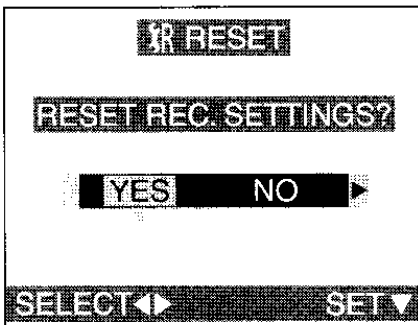 R RESET
RESET REC. SETTINGS?
YES NO
SELECT◀▶ SET▼